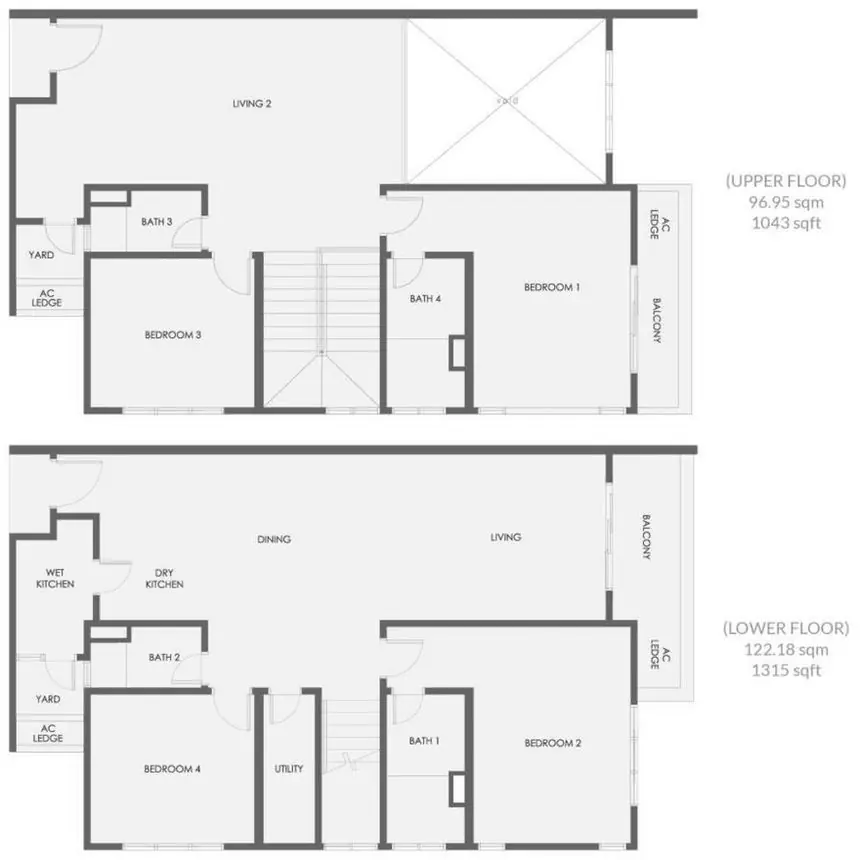 LIVING 2
void
(UPPER FLOOR)
96.95 sqm
1043 sqft
BATH 3
AC
LEDGE
YARD
AC
LEDGE
BATH 4
BEDROOM 1
BALCONY
BEDROOM 3
DINING
LIVING
BALCONY
WET
KITCHEN
DRY
KITCHEN
(LOWER FLOOR)
122.18 sqm
1315 sqft
BATH 2
AC
LEDGE
YARD
AC
LEDGE
BEDROOM 4
UTILITY
BATH 1
BEDROOM 2